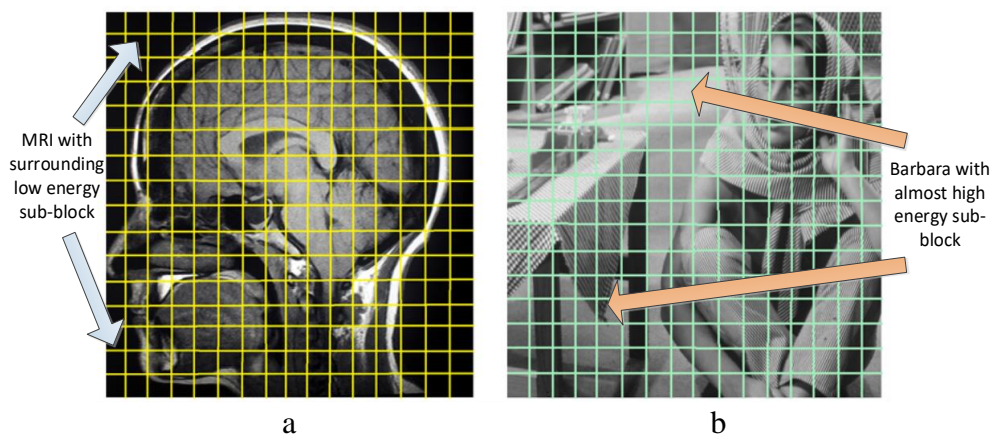 MRI with
surrounding
low energy
sub-block
Barbara with
almost high
energy sub-
block
a
b